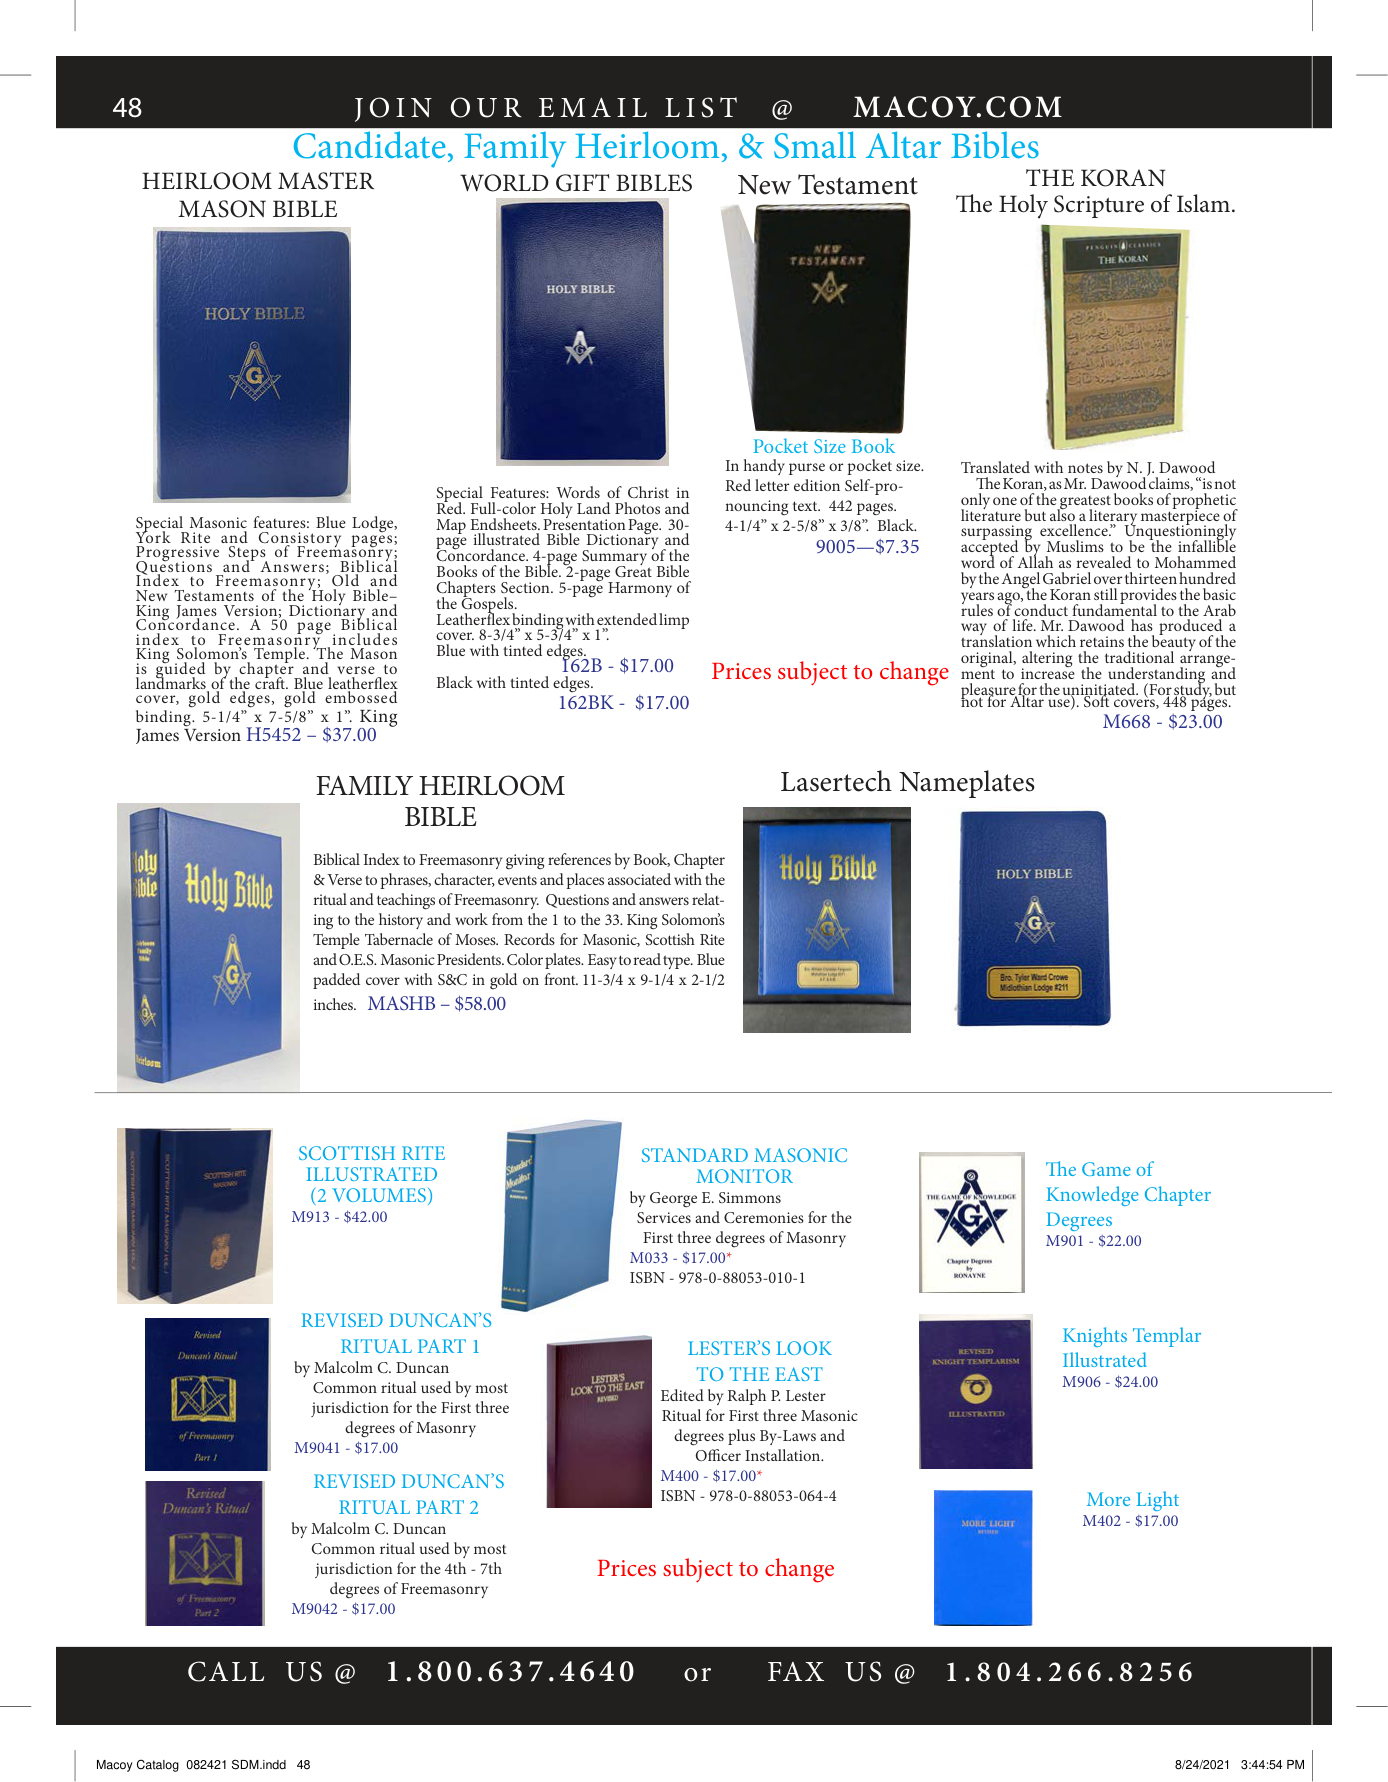 48
JOIN OUR EMAIL LIST @ MACOY.COM
Candidate, Family Heirloom, & Small Altar Bibles
HEIRLOOM MASTER
MASON BIBLE
HOLY BIBLE
G
Special Masonic features: Blue Lodge,
York Rite and Consistory pages;
Progressive Steps of Freemasonry;
Questions and Answers; Biblical
Index to Freemasonry; Old and
New Testaments of the Holy Bible–
King James Version; Dictionary and
Concordance. A 50 page Biblical
index to Freemasonry includes
King Solomon's Temple. The Mason
is guided by chapter and verse to
landmarks of the craft. Blue leatherflex
cover, gold edges, gold embossed
binding. 5-1/4” x 7-5/8” x 1”. King
James Version H5452 – $37.00
WORLD GIFT BIBLES
HOLY BIBLE
G
Special Features: Words of Christ in
Red. Full-color Holy Land Photos and
Map Endsheets. Presentation Page. 30-
page illustrated Bible Dictionary and
Concordance. 4-page Summary of the
Books of the Bible. 2-page Great Bible
Chapters Section. 5-page Harmony of
the Gospels.
Leatherflex binding with extended limp
cover. 8-3/4” x 5-3/4” x 1”.
Blue with tinted edges.
162B - $17.00
Black with tinted edges.
162BK - $17.00
New Testament
NEW
TESTAMENT
Pocket Size Book
In handy purse or pocket size.
Red letter edition Self-pro-
nouncing text. 442 pages.
4-1/4” x 2-5/8” x 3/8”. Black.
9005—$7.35
Prices subject to change
THE KORAN
The Holy Scripture of Islam.
PENGUIN CLASSICS
THE KORAN
Translated with notes by N. J. Dawood
The Koran, as Mr. Dawood claims, “is not
only one of the greatest books of prophetic
literature but also a literary masterpiece of
surpassing excellence.” Unquestioningly
accepted by Muslims to be the infallible
word of Allah as revealed to Mohammed
by the Angel Gabriel over thirteen hundred
years ago, the Koran still provides the basic
rules of conduct fundamental to the Arab
way of life. Mr. Dawood has produced a
translation which retains the beauty of the
original, altering the traditional arrange-
ment to increase the understanding and
pleasure for the uninitiated. (For study, but
not for Altar use). Soft covers, 448 pages.
M668 - $23.00
FAMILY HEIRLOOM
BIBLE
Holy Bible
Heirloom
Family
Bible
Heirloom
Holy Bible
G
Biblical Index to Freemasonry giving references by Book, Chapter
& Verse to phrases, character, events and places associated with the
ritual and teachings of Freemasonry. Questions and answers relat-
ing to the history and work from the 1 to the 33. King Solomon's
Temple Tabernacle of Moses. Records for Masonic, Scottish Rite
and O.E.S. Masonic Presidents. Color plates. Easy to read type. Blue
padded cover with S&C in gold on front. 11-3/4 x 9-1/4 x 2-1/2
inches. MASHB – $58.00
Lasertech Nameplates
Holy Bible
G
HOLY BIBLE
G
Bro. Tyler Ward Crowe
Midlothian Lodge #211
SCOTTISH RITE
MASONRY
SCOTTISH RITE
ILLUSTRATED
(2 VOLUMES)
M913 - $42.00
Revised
Duncan's Ritual
of Freemasonry
Part 1
REVISED DUNCAN'S
RITUAL PART 1
by Malcolm C. Duncan
Common ritual used by most
jurisdiction for the First three
degrees of Masonry
M9041 - $17.00
Revised
Duncan's Ritual
of Freemasonry
Part 2
REVISED DUNCAN'S
RITUAL PART 2
by Malcolm C. Duncan
Common ritual used by most
jurisdiction for the 4th - 7th
degrees of Freemasonry
M9042 - $17.00
Standard
Monitor
MACOY
STANDARD MASONIC
MONITOR
by George E. Simmons
Services and Ceremonies for the
First three degrees of Masonry
M033 - $17.00*
ISBN - 978-0-88053-010-1
LESTER'S
LOOK TO THE EAST
REVISED
LESTER'S LOOK
TO THE EAST
Edited by Ralph P. Lester
Ritual for First three Masonic
degrees plus By-Laws and
Officer Installation.
M400 - $17.00*
ISBN - 978-0-88053-064-4
Prices subject to change
THE GAME OF KNOWLEDGE
G
Chapter Degrees
by
RONAYNE
The Game of
Knowledge Chapter
Degrees
M901 - $22.00
REVISED
KNIGHT TEMPLARISM
ILLUSTRATED
Knights Templar
Illustrated
M906 - $24.00
MORE LIGHT
REVISED
More Light
M402 - $17.00
CALL US @ 1.800.637.4640 or FAX US @ 1.804.266.8256
Macoy Catalog 082421 SDM.indd 48
8/24/2021 3:44:54 PM